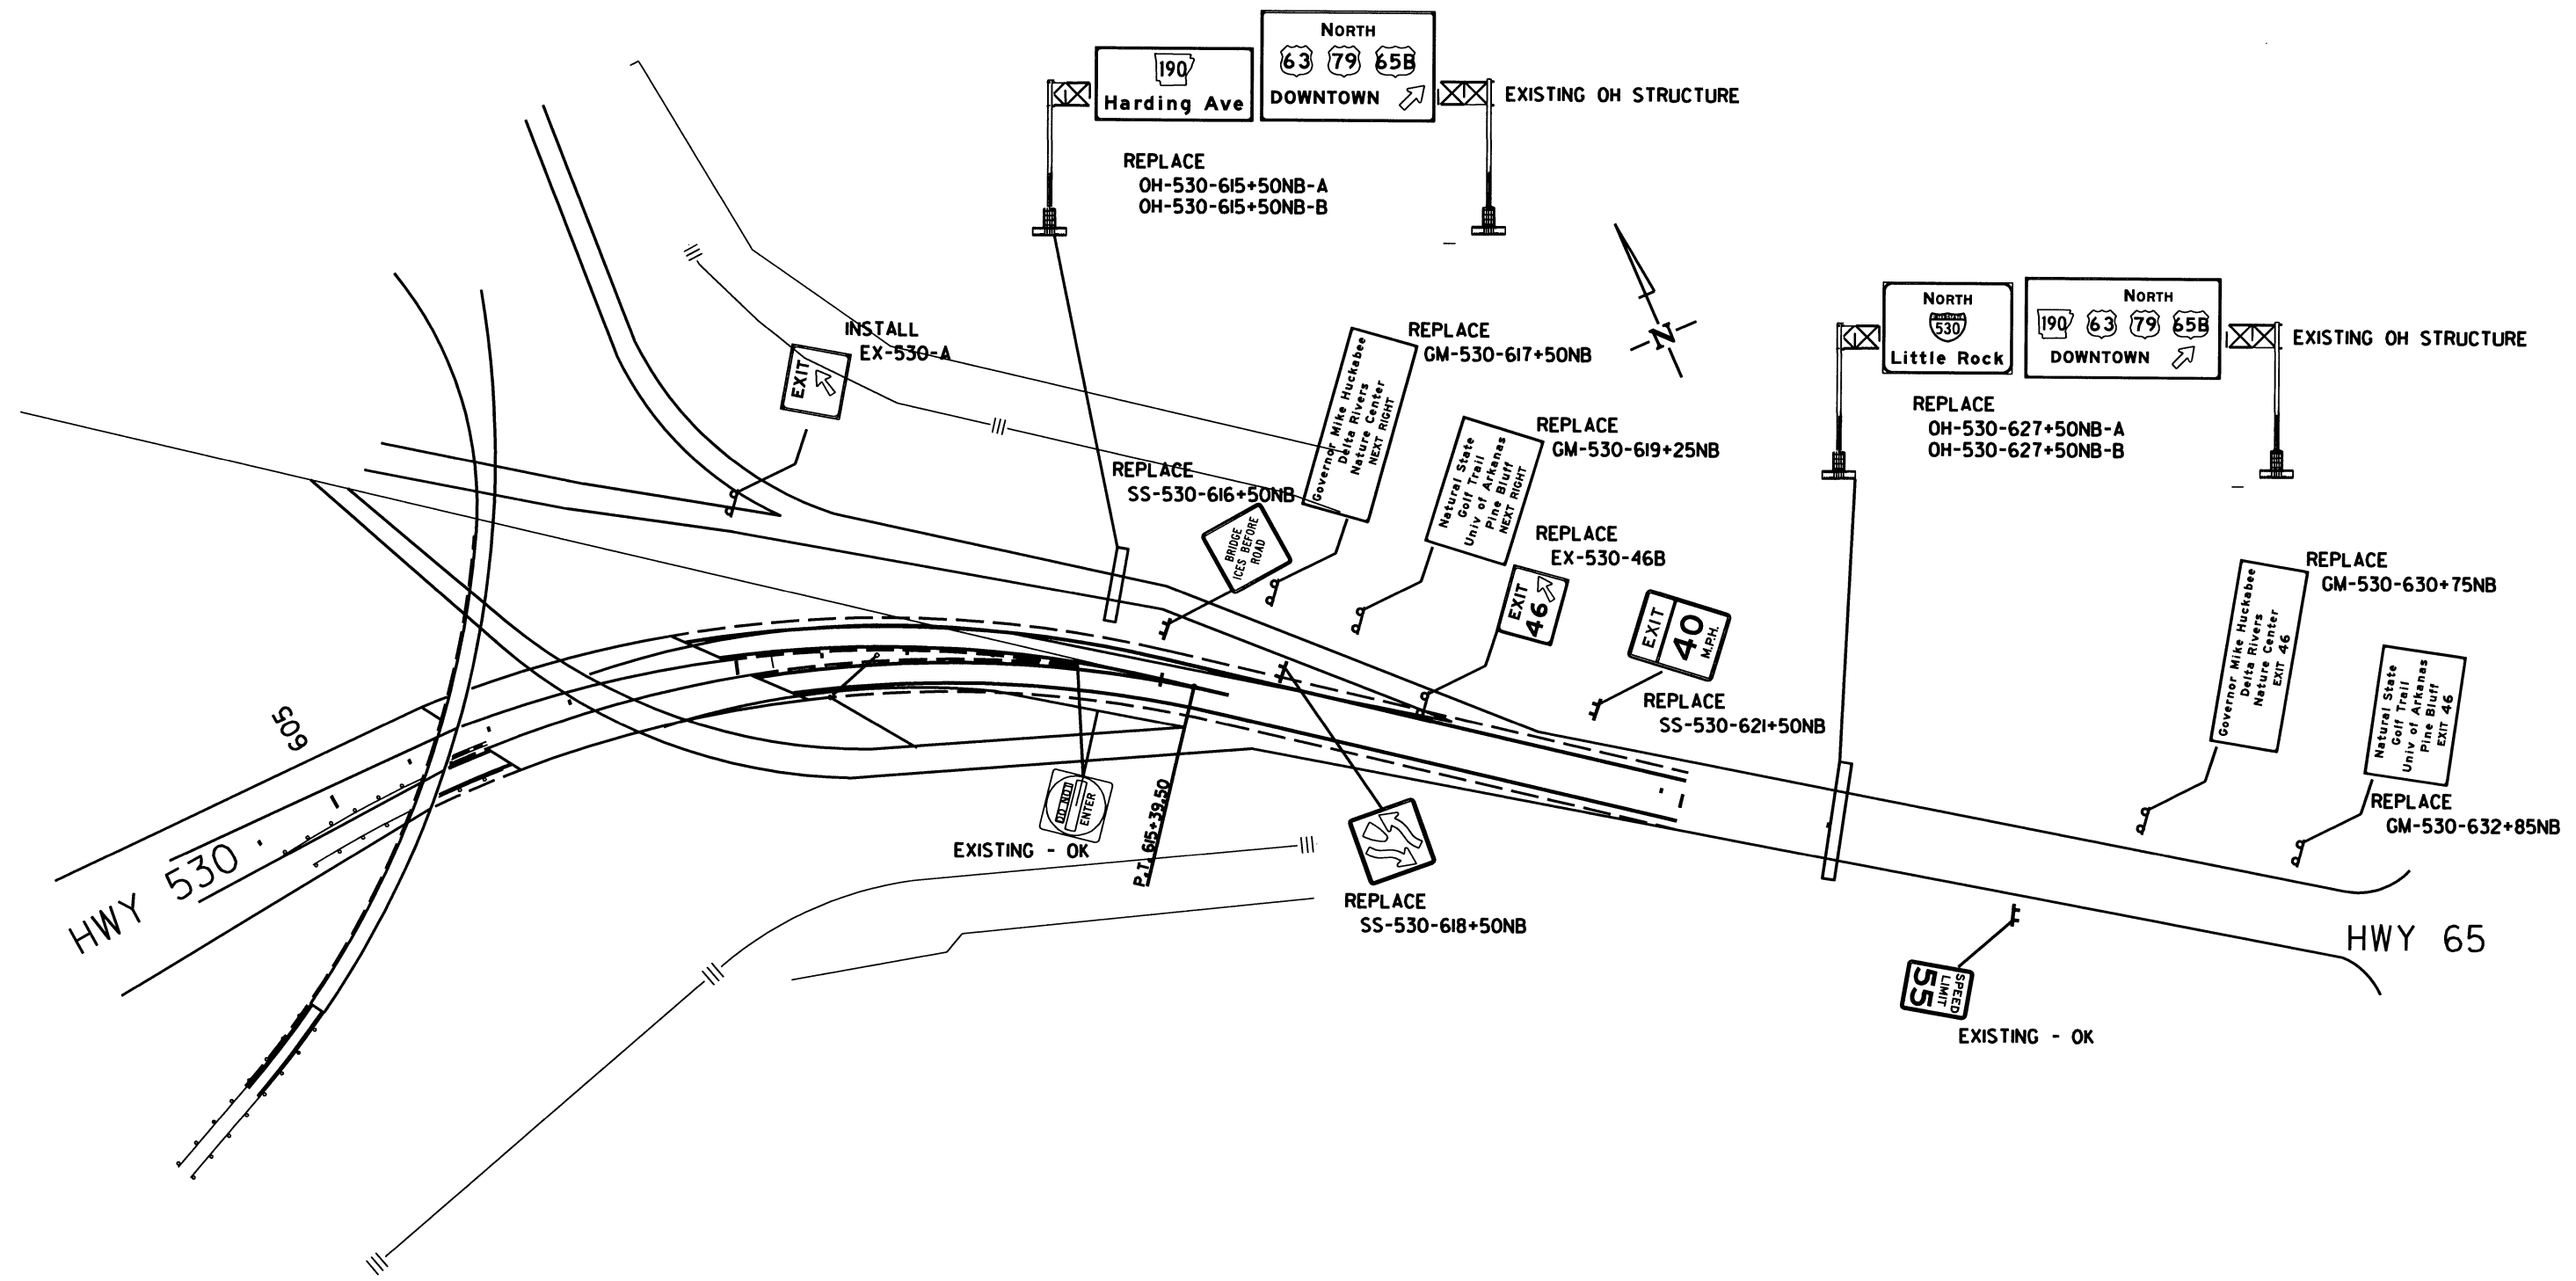 NORTH
63 79 65B
DOWNTOWN
190
Harding Ave
EXISTING OH STRUCTURE
REPLACE
OH-530-615+50NB-A
OH-530-615+50NB-B
NORTH
INTERSTATE
530
Little Rock
NORTH
190 63 79 65B
DOWNTOWN
EXISTING OH STRUCTURE
REPLACE
OH-530-627+50NB-A
OH-530-627+50NB-B
INSTALL
EX-530-A
EXIT
REPLACE
GM-530-617+50NB
Governor Mike Huckabee
Delta Rivers
Nature Center
NEXT RIGHT
N
REPLACE
GM-530-619+25NB
Natural State
Golf Trail
Univ of Arkansas
Pine Bluff
NEXT RIGHT
REPLACE
SS-530-616+50NB
BRIDGE
ICES BEFORE
ROAD
REPLACE
EX-530-46B
EXIT
46
EXIT
40
M.P.H.
REPLACE
SS-530-621+50NB
REPLACE
GM-530-630+75NB
Governor Mike Huckabee
Delta Rivers
Nature Center
EXIT 46
Natural State
Golf Trail
Univ of Arkansas
Pine Bluff
EXIT 46
REPLACE
GM-530-632+85NB
605
HWY 530
DO NOT
ENTER
EXISTING - OK
P.T. 615+39.50
REPLACE
SS-530-618+50NB
HWY 65
SPEED
LIMIT
55
EXISTING - OK